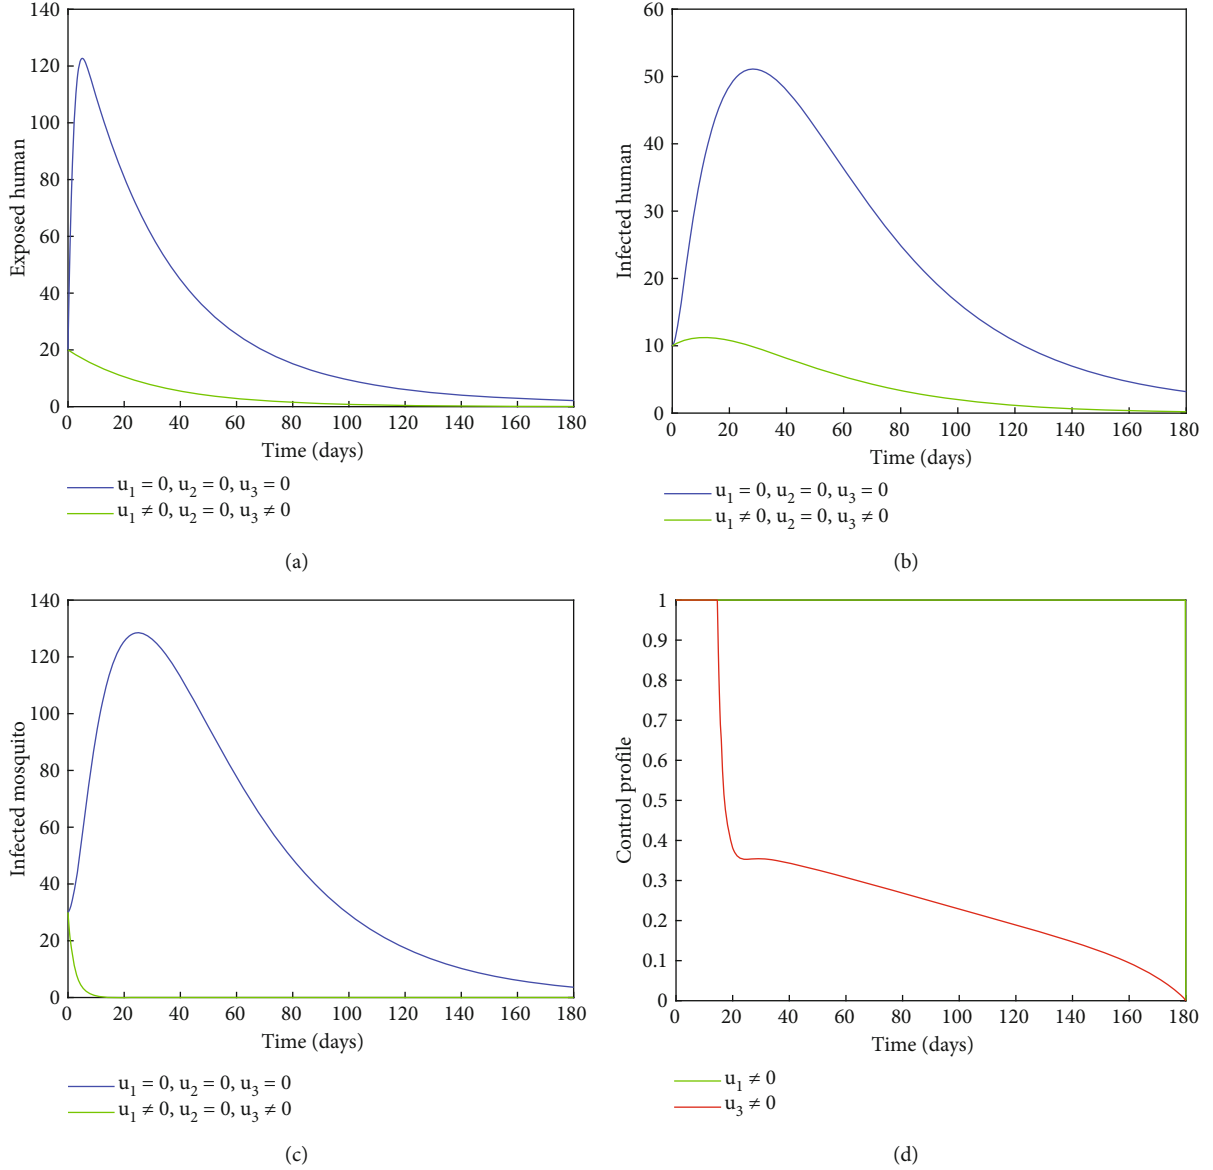 140
120
100
80
60
40
20
0
Exposed human
0 20 40 60 80 100 120 140 160 180
Time (days)
u1 = 0, u2 = 0, u3 = 0
u1 ≠ 0, u2 = 0, u3 ≠ 0
(a)
60
50
40
30
20
10
0
Infected human
0 20 40 60 80 100 120 140 160 180
Time (days)
u1 = 0, u2 = 0, u3 = 0
u1 ≠ 0, u2 = 0, u3 ≠ 0
(b)
140
120
100
80
60
40
20
0
Infected mosquito
0 20 40 60 80 100 120 140 160 180
Time (days)
u1 = 0, u2 = 0, u3 = 0
u1 ≠ 0, u2 = 0, u3 ≠ 0
(c)
1
0.9
0.8
0.7
0.6
0.5
0.4
0.3
0.2
0.1
0
Control profile
0 20 40 60 80 100 120 140 160 180
Time (days)
u1 ≠ 0
u3 ≠ 0
(d)